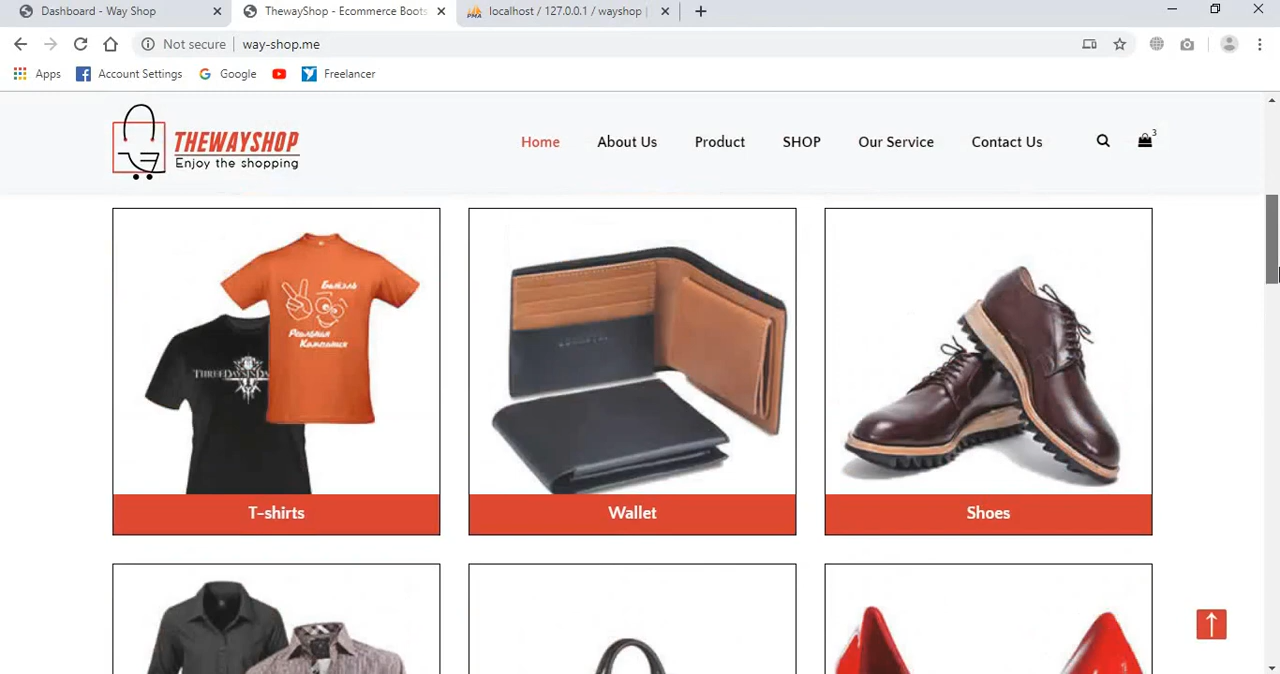 Dashboard - Way Shop
ThewayShop - Ecommerce Boots
localhost / 127.0.0.1 / wayshop |
Not secure
way-shop.me
Apps
Account Settings
Google
Freelancer
THEWAYSHOP
Enjoy the shopping
Home
About Us
Product
SHOP
Our Service
Contact Us
3
Реальная
Компания
T-shirts
Wallet
Shoes